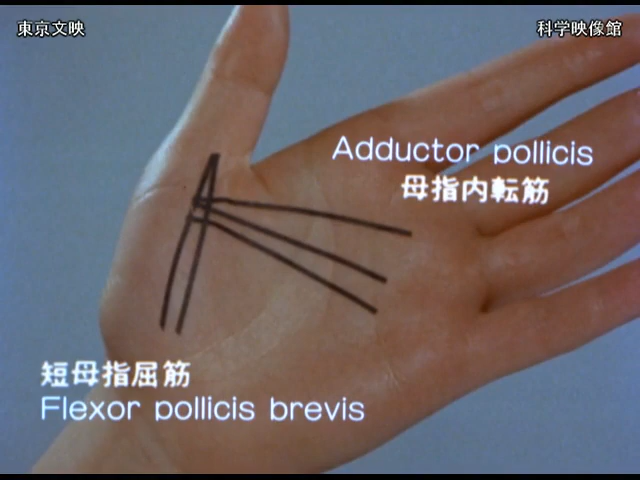 東京文映
科学映像館
Adductor pollicis
母指内転筋
短母指屈筋
Flexor pollicis brevis